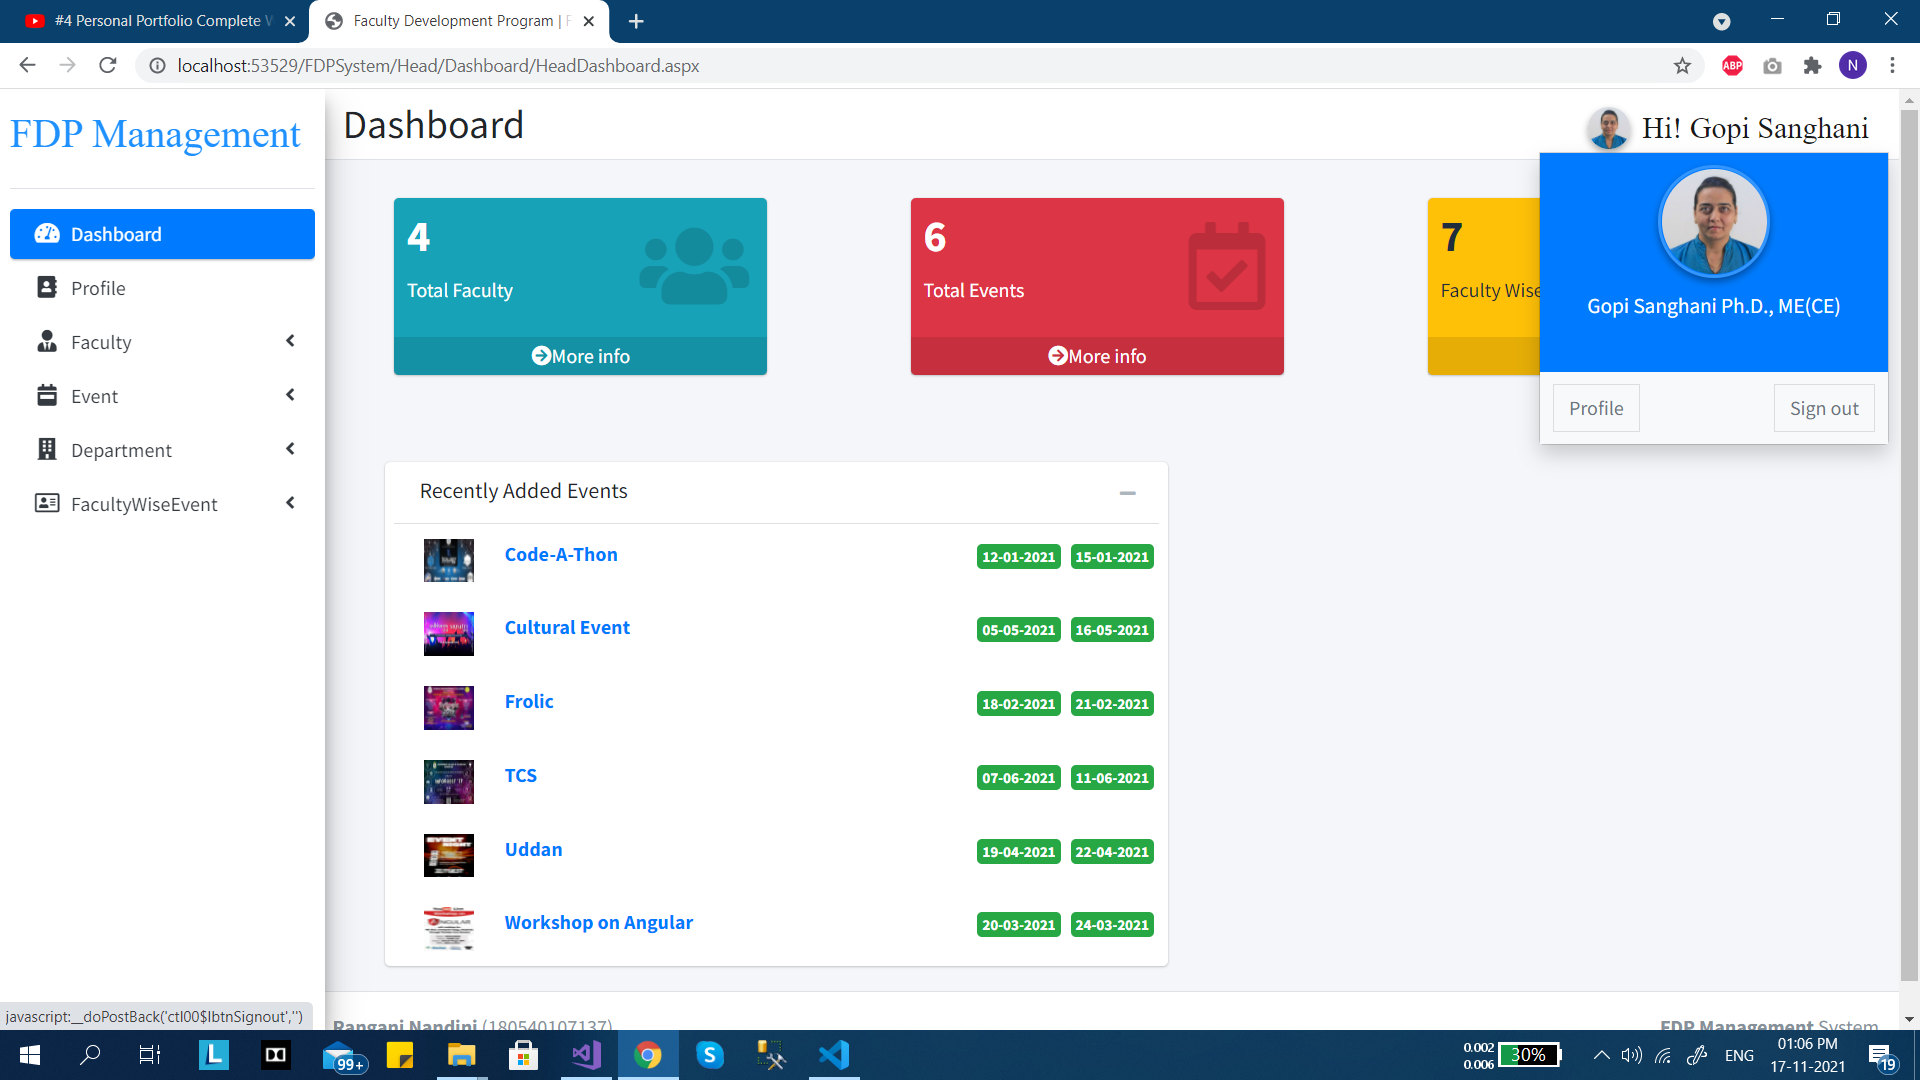 #4 Personal Portfolio Complete W
Faculty Development Program | F
localhost:53529/FDPSystem/Head/Dashboard/HeadDashboard.aspx
ABP
N
FDP Management
Dashboard
Hi! Gopi Sanghani
Dashboard
Profile
Faculty
Event
Department
FacultyWiseEvent
4
Total Faculty
More info
6
Total Events
More info
7
Faculty Wise
Gopi Sanghani Ph.D., ME(CE)
Profile
Sign out
Recently Added Events
Code-A-Thon 12-01-2021 15-01-2021
Cultural Event 05-05-2021 16-05-2021
Frolic 18-02-2021 21-02-2021
TCS 07-06-2021 11-06-2021
Uddan 19-04-2021 22-04-2021
Workshop on Angular 20-03-2021 24-03-2021
javascript:__doPostBack('ctl00$lbtnSignout','')
Rangani Nandini (180540107137)
FDP Management System
L
99+
S
0.002
0.006
30%
ENG
01:06 PM
17-11-2021
19